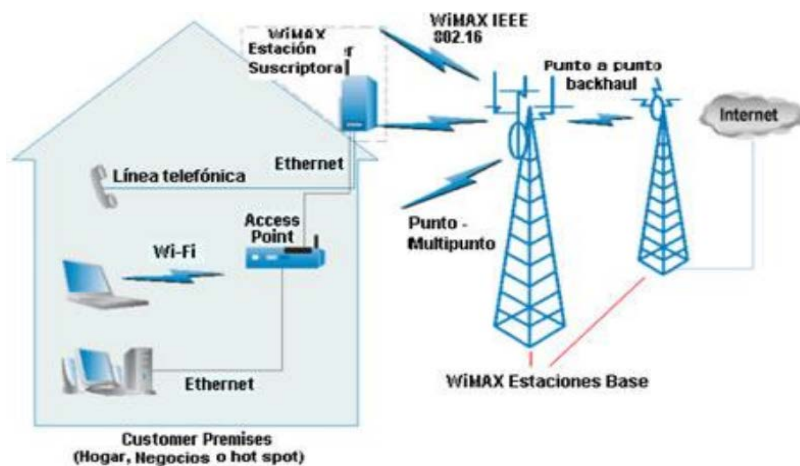 WiMAX
Estación
Suscriptora
WiMAX IEEE
802.16
Punto a punto
backhaul
Internet
Ethernet
Línea telefónica
Access
Point
Punto -
Multipunto
Wi-Fi
Ethernet
WiMAX Estaciones Base
Customer Premises
(Hogar, Negocios o hot spot)